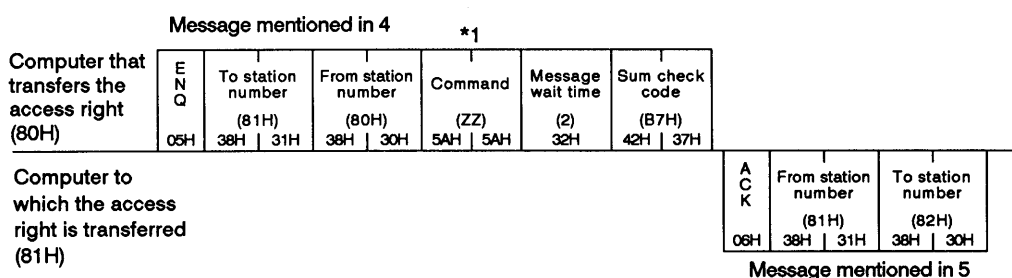 Message mentioned in 4
*1
Computer that
transfers the
access right
(80H)
E
N
Q
05H
To station
number
(81H)
38H 31H
From station
number
(80H)
38H 30H
Command
(ZZ)
5AH 5AH
Message
wait time
(2)
32H
Sum check
code
(B7H)
42H 37H
Computer to
which the access
right is transferred
(81H)
A
C
K
06H
From station
number
(81H)
38H 31H
To station
number
(82H)
38H 30H
Message mentioned in 5